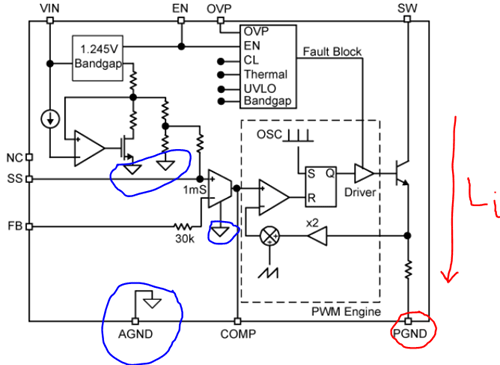 VIN EN OVP SW
1.245V
Bandgap
OVP
EN
CL
Thermal
UVLO
Bandgap
Fault Block
OSC
S Q
R
Driver
NC
SS
1mS
FB
30k
x2
PWM Engine
AGND COMP PGND
Li